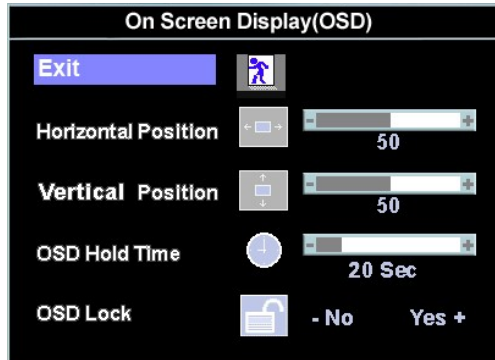 On Screen Display(OSD)
Exit
Horizontal Position - +
50
Vertical Position - +
50
OSD Hold Time - +
20 Sec
OSD Lock - No Yes +